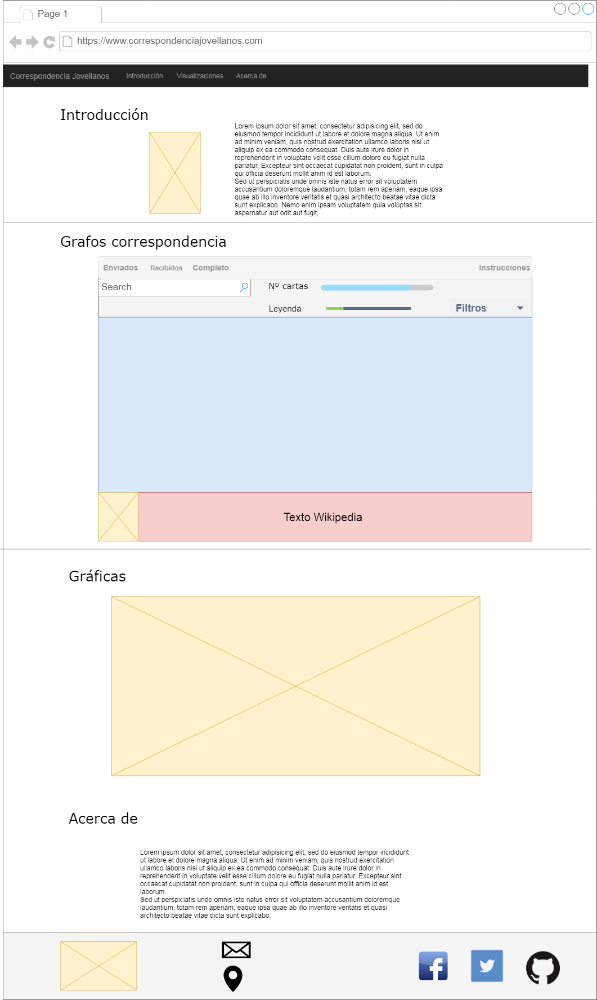 Page 1
https://www.correspondenciajovellanos.com
Correspondencia Jovellanos Introducción Visualizaciones Acerca de
Introducción
Lorem ipsum dolor sit amet, consectetur adipisicing elit, sed do
eiusmod tempor incididunt ut labore et dolore magna aliqua. Ut enim
ad minim veniam, quis nostrud exercitation ullamco laboris nisi ut
aliquip ex ea commodo consequat. Duis aute irure dolor in
reprehenderit in voluptate velit esse cillum dolore eu fugiat nulla
pariatur. Excepteur sint occaecat cupidatat non proident, sunt in culpa
qui officia deserunt mollit anim id est laborum.
Sed ut perspiciatis unde omnis iste natus error sit voluptatem
accusantium doloremque laudantium, totam rem aperiam, eaque ipsa
quae ab illo inventore veritatis et quasi architecto beatae vitae dicta
sunt explicabo. Nemo enim ipsam voluptatem quia voluptas sit
aspernatur aut odit aut fugit,
Grafos correspondencia
Enviados Recibidos Completo Instrucciones
Search Nº cartas
Leyenda Filtros
Texto Wikipedia
Gráficas
Acerca de
Lorem ipsum dolor sit amet, consectetur adipisicing elit, sed do eiusmod tempor incididunt
ut labore et dolore magna aliqua. Ut enim ad minim veniam, quis nostrud exercitation
ullamco laboris nisi ut aliquip ex ea commodo consequat. Duis aute irure dolor in
reprehenderit in voluptate velit esse cillum dolore eu fugiat nulla pariatur. Excepteur sint
occaecat cupidatat non proident, sunt in culpa qui officia deserunt mollit anim id est
laborum.
Sed ut perspiciatis unde omnis iste natus error sit voluptatem accusantium doloremque
laudantium, totam rem aperiam, eaque ipsa quae ab illo inventore veritatis et quasi
architecto beatae vitae dicta sunt explicabo.